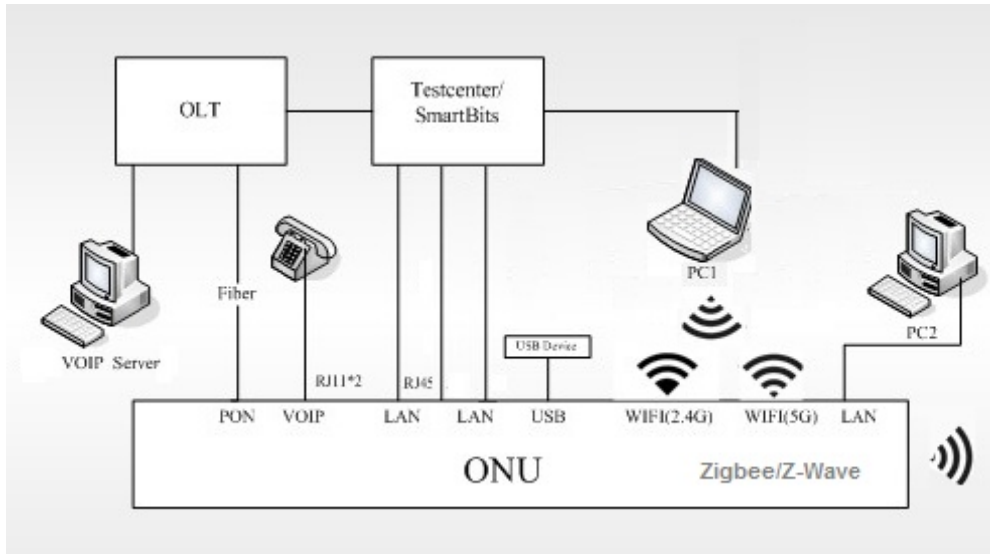 OLT
Testcenter/
SmartBits
PC1
Fiber
VOIP Server
PC2
USB Device
RJ11*2
RJ45
PON VOIP LAN LAN USB WIFI(2.4G) WIFI(5G) LAN
ONU
Zigbee/Z-Wave